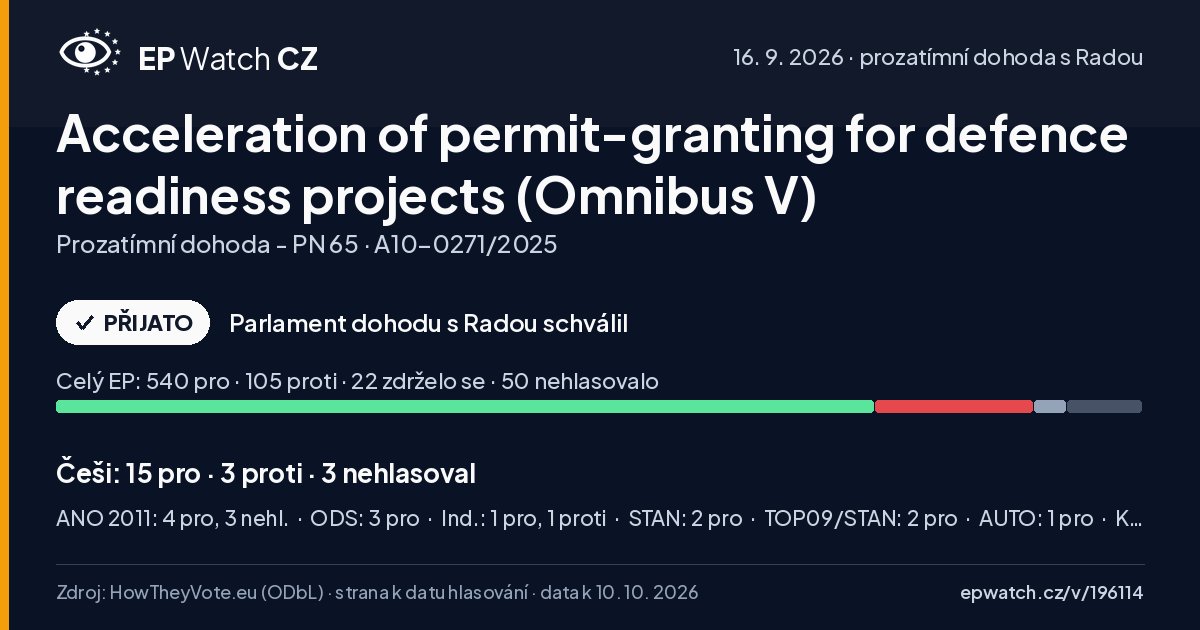 EP Watch CZ
16. 9. 2026 · prozatímní dohoda s Radou
Acceleration of permit-granting for defence
readiness projects (Omnibus V)
Prozatímní dohoda - PN 65 · A10-0271/2025
✓ PŘIJATO
Parlament dohodu s Radou schválil
Celý EP: 540 pro · 105 proti · 22 zdrželo se · 50 nehlasovalo
Češi: 15 pro · 3 proti · 3 nehlasoval
ANO 2011: 4 pro, 3 nehl. · ODS: 3 pro · Ind.: 1 pro, 1 proti · STAN: 2 pro · TOP09/STAN: 2 pro · AUTO: 1 pro · K…
Zdroj: HowTheyVote.eu (ODbL) · strana k datu hlasování · data k 10. 10. 2026
epwatch.cz/v/196114